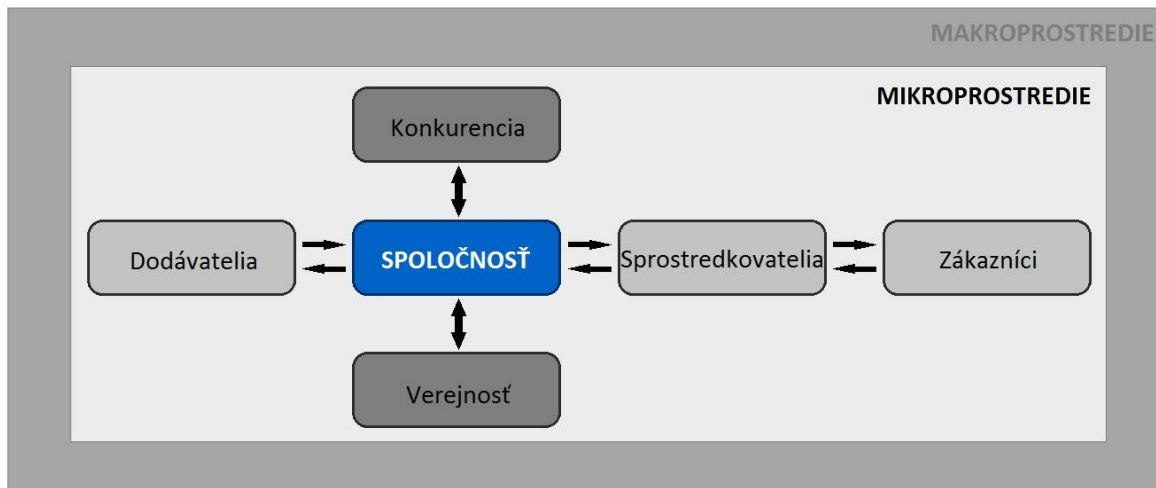 MAKROPROSTREDIE
MIKROPROSTREDIE
Konkurencia
Dodávatelia
SPOLOČNOSŤ
Sprostredkovatelia
Zákazníci
Verejnosť